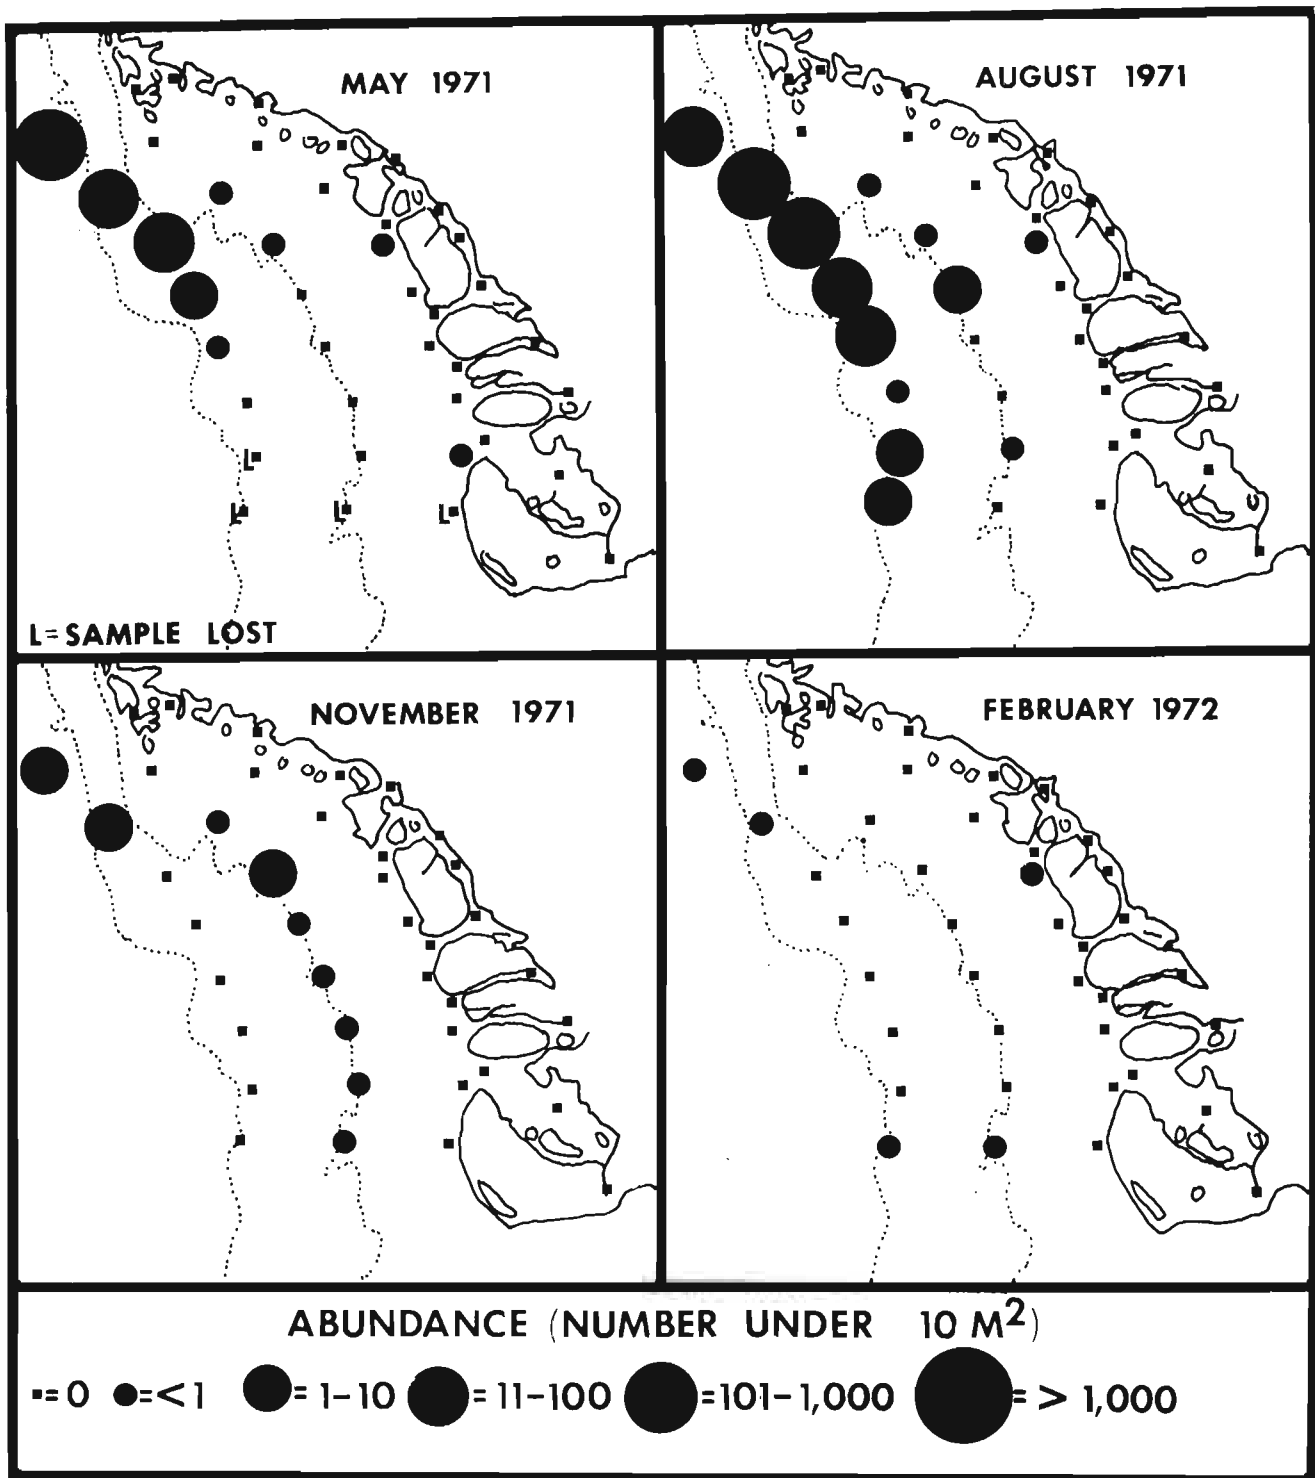 MAY 1971
L
L
L
L
L=SAMPLE LOST
AUGUST 1971
NOVEMBER 1971
FEBRUARY 1972
ABUNDANCE (NUMBER UNDER 10 M²)
=0 =<1 =1-10 =11-100 =101-1,000 => 1,000